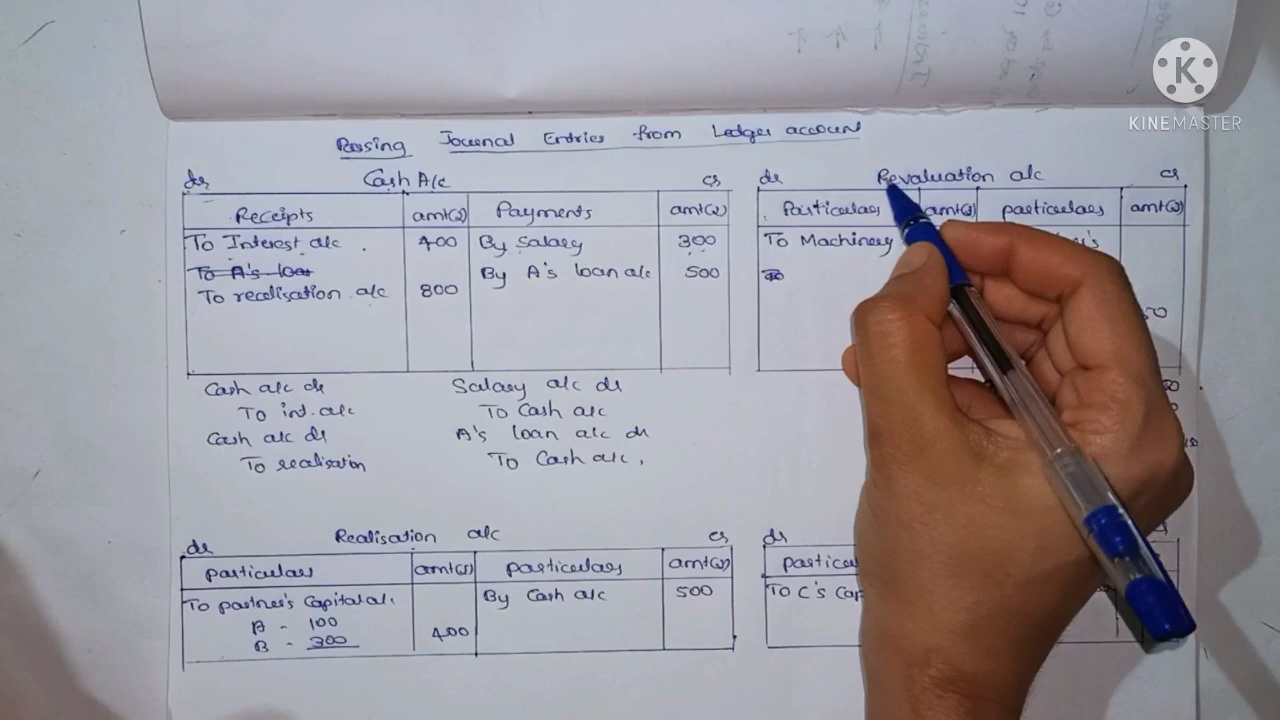 KINEMASTER
Passing Journal Entries from Ledger account
dr Cash A/c cr
Receipts amt(₹) Payments amt(₹)
To Interest a/c . 400 By Salary 300
To A's loan By A's loan a/c 500
To realisation a/c 800
Cash a/c dr Salary a/c dr
To int. a/c To Cash a/c
Cash a/c dr A's loan a/c dr
To realisation To Cash a/c,
dr Revaluation a/c cr
Particulars amt(₹) particulars amt(₹)
To Machinery
To
dr Realisation a/c cr
particulars amt(₹) particulars amt(₹)
To partner's Capital a/c By Cash a/c 500
A - 100
B - 300 400
dr
To C's Cap